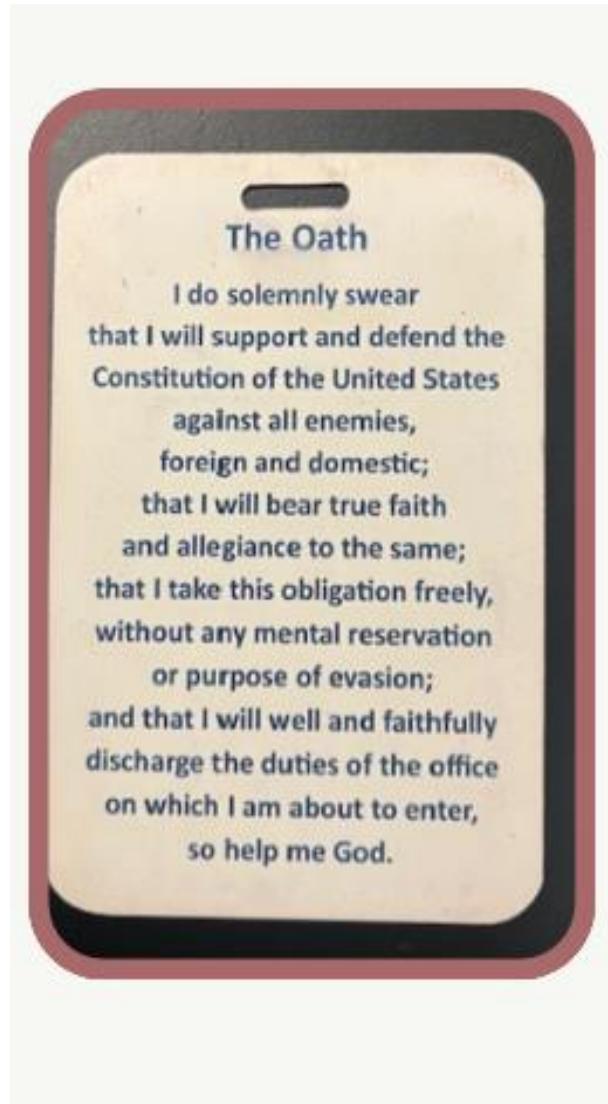 The Oath
I do solemnly swear
that I will support and defend the
Constitution of the United States
against all enemies,
foreign and domestic;
that I will bear true faith
and allegiance to the same;
that I take this obligation freely,
without any mental reservation
or purpose of evasion;
and that I will well and faithfully
discharge the duties of the office
on which I am about to enter,
so help me God.